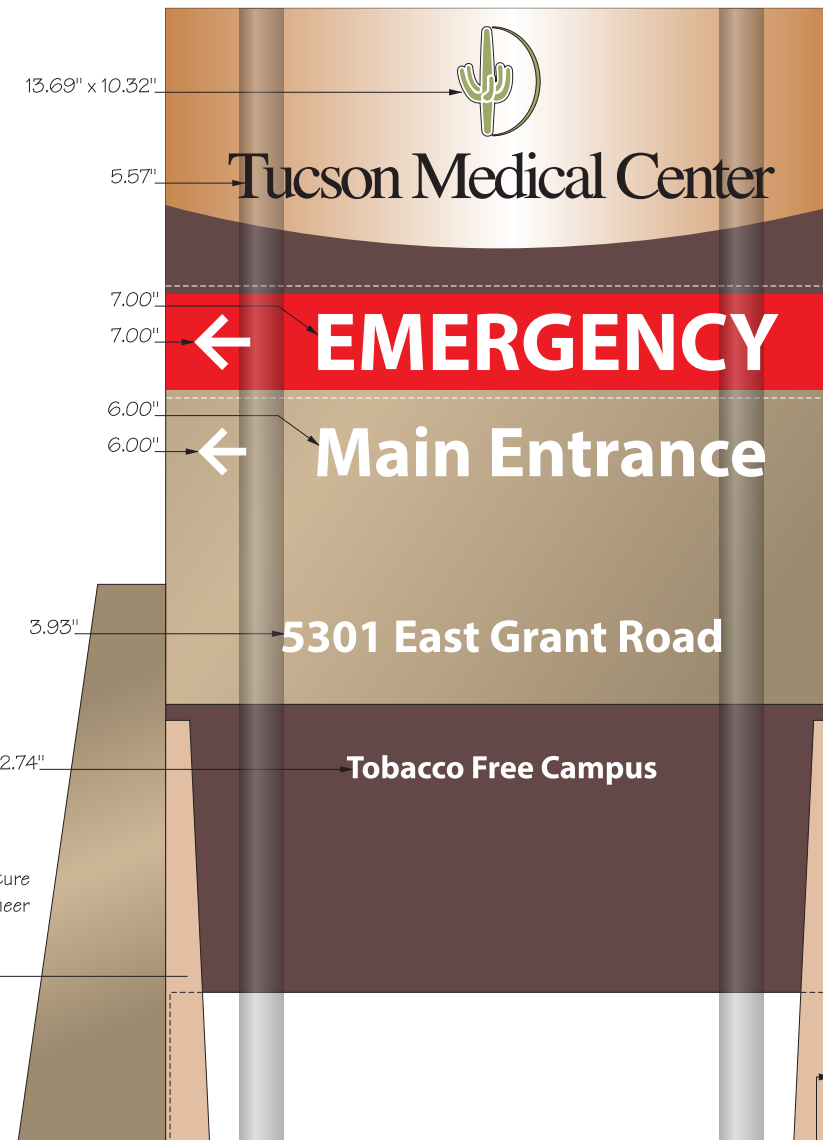 13.69" x 10.32"
5.57"
Tucson Medical Center
7.00"
7.00"
EMERGENCY
6.00"
6.00"
Main Entrance
3.93"
5301 East Grant Road
2.74"
Tobacco Free Campus